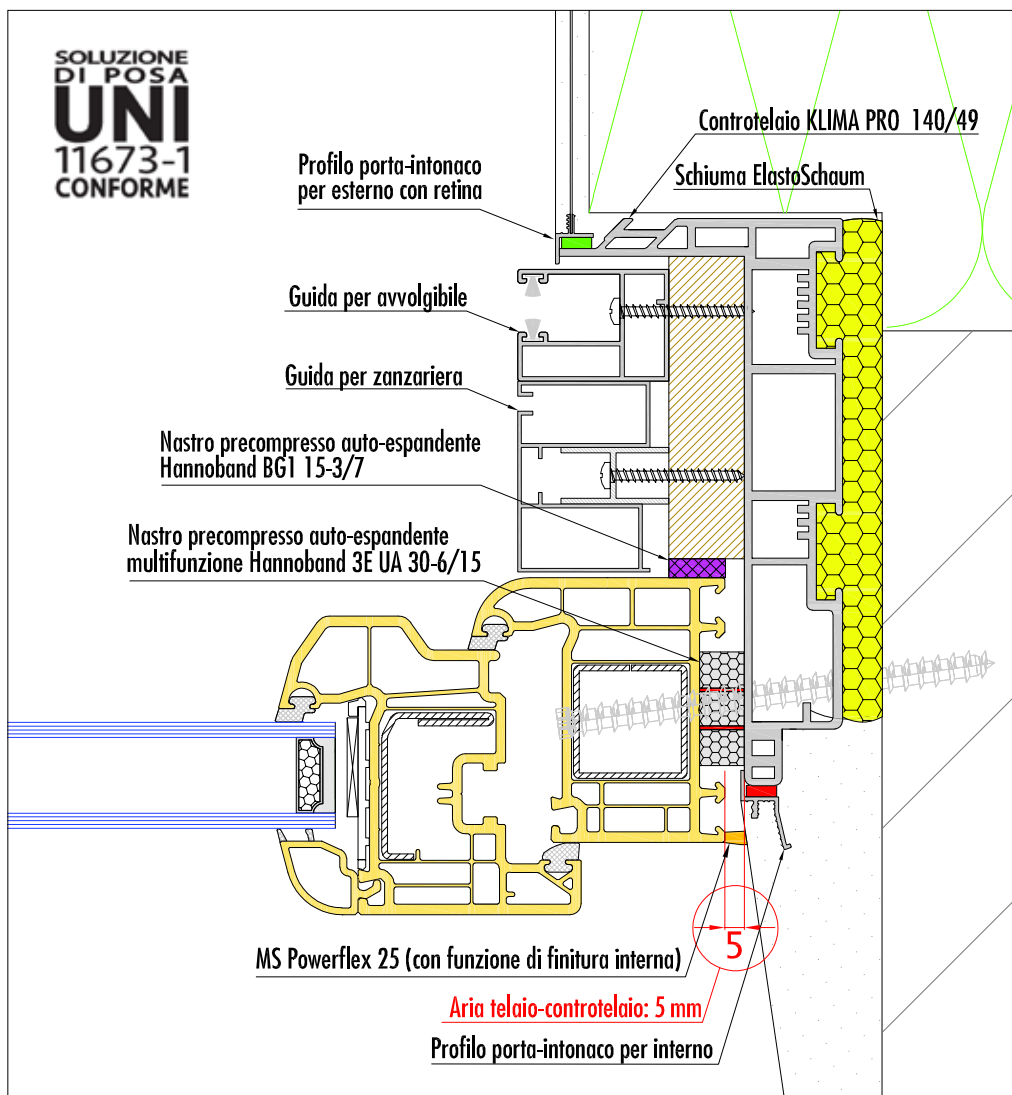 SOLUZIONE
DI POSA
UNI
11673-1
CONFORME
Controtelaio KLIMA PRO 140/49
Profilo porta-intonaco
per esterno con retina
Schiuma ElastoSchaum
Guida per avvolgibile
Guida per zanzariera
Nastro precompresso auto-espandente
Hannoband BG1 15-3/7
Nastro precompresso auto-espandente
multifunzione Hannoband 3E UA 30-6/15
5
MS Powerflex 25 (con funzione di finitura interna)
Aria telaio-controtelaio: 5 mm
Profilo porta-intonaco per interno